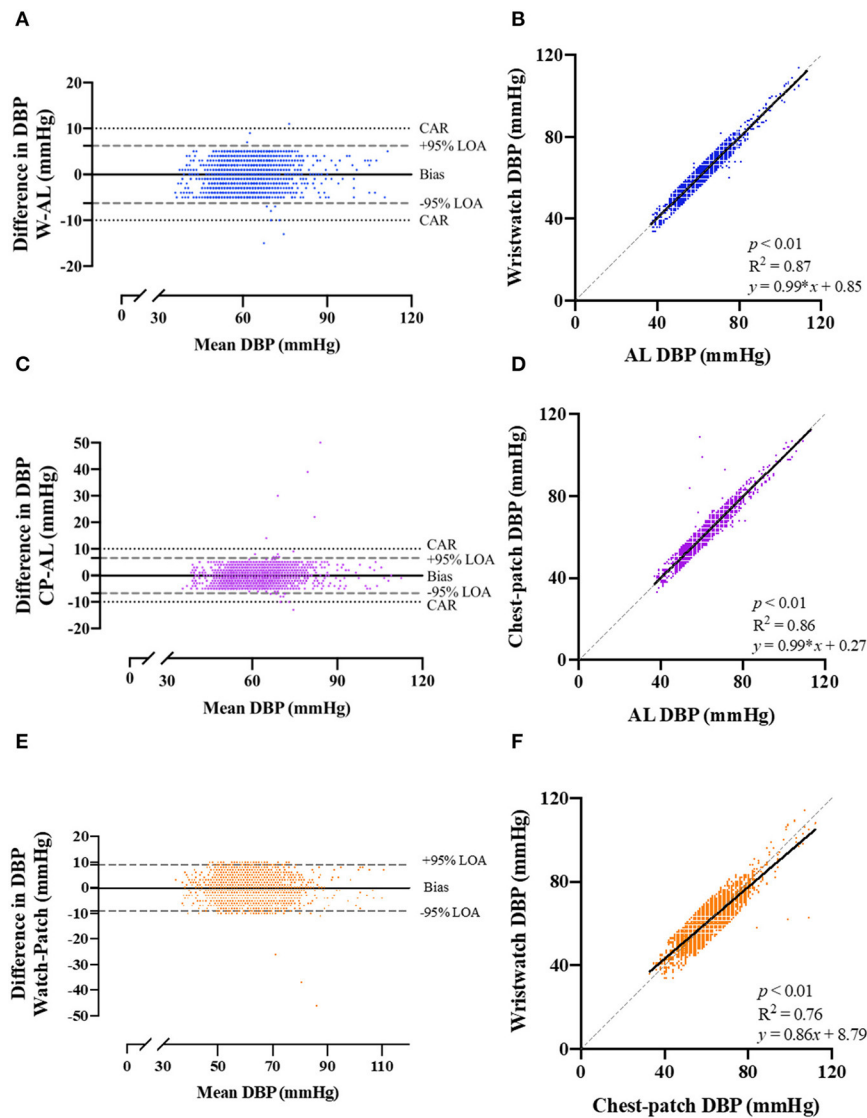 A
Difference in DBP
W-AL (mmHg)
20
10
0
-10
-20
CAR
+95% LOA
Bias
-95% LOA
CAR
0 30 60 90 120
Mean DBP (mmHg)
B
Wristwatch DBP (mmHg)
120
80
40
0
p < 0.01
R² = 0.87
y = 0.99*x + 0.85
0 40 80 120
AL DBP (mmHg)
C
Difference in DBP
CP-AL (mmHg)
50
40
30
20
10
0
-10
-20
CAR
+95% LOA
Bias
-95% LOA
CAR
0 30 60 90 120
Mean DBP (mmHg)
D
Chest-patch DBP (mmHg)
120
80
40
0
p < 0.01
R² = 0.86
y = 0.99*x + 0.27
0 40 80 120
AL DBP (mmHg)
E
Difference in DBP
Watch-Patch (mmHg)
20
10
0
-10
-20
-30
-40
-50
+95% LOA
Bias
-95% LOA
0 30 50 70 90 110
Mean DBP (mmHg)
F
Wristwatch DBP (mmHg)
120
80
40
0
p < 0.01
R² = 0.76
y = 0.86x + 8.79
0 40 80 120
Chest-patch DBP (mmHg)